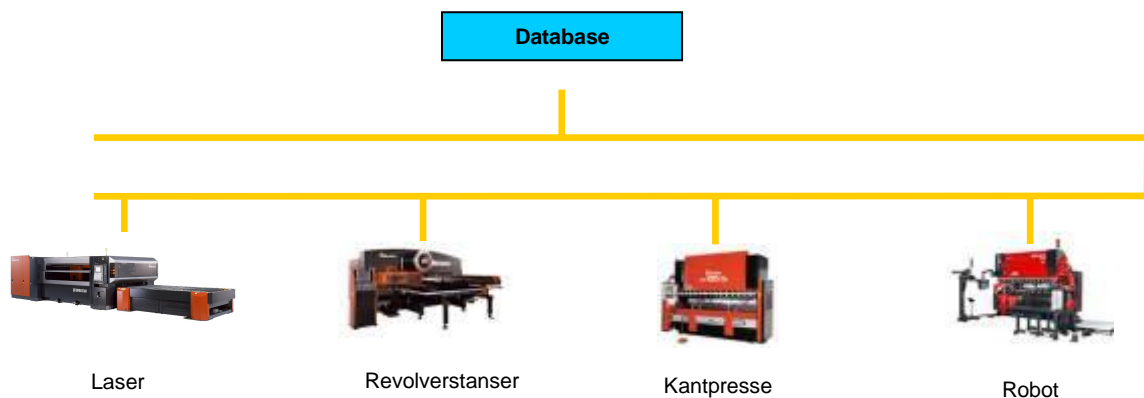 Database
Laser
Revolverstanser
Kantpresse
Robot